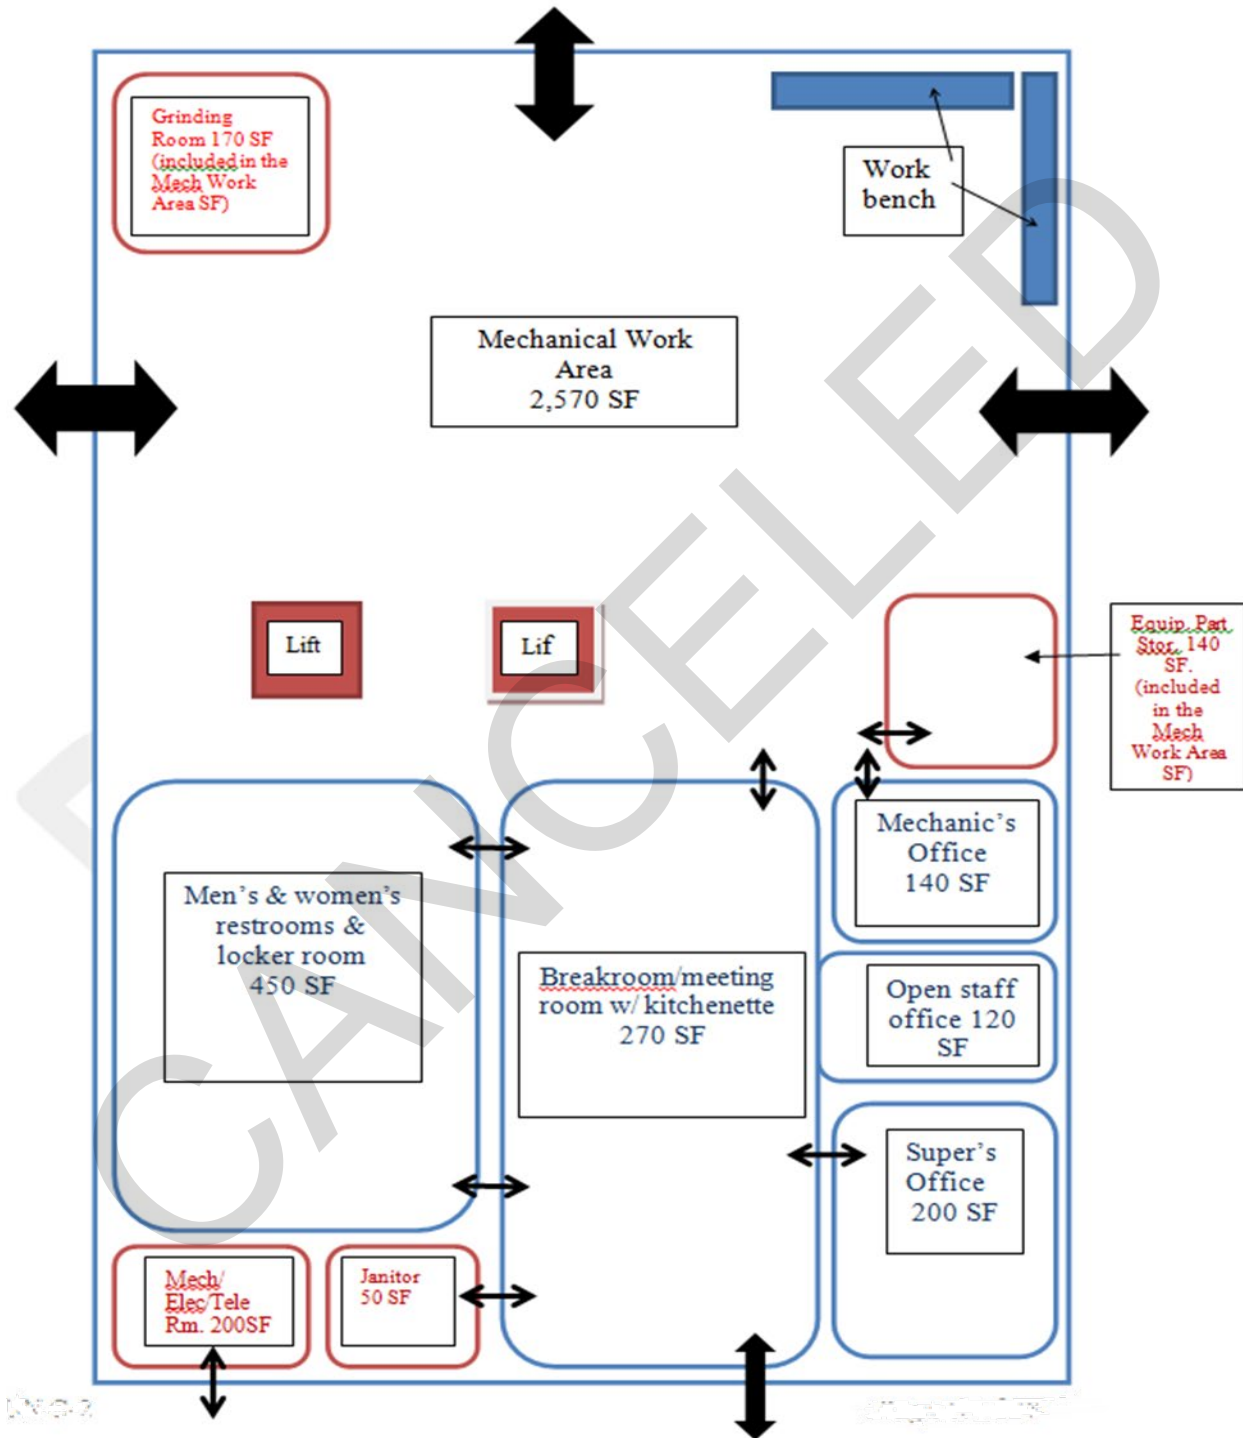 Grinding
Room 170 SF
(included in the
Mech Work
Area SF)
Work
bench
Mechanical Work
Area
2,570 SF
Lift
Lif
Equip. Part
Stor. 140
SF.
(included
in the
Mech
Work Area
SF)
Mechanic's
Office
140 SF
Men's & women's
restrooms &
locker room
450 SF
Breakroom/meeting
room w/ kitchenette
270 SF
Open staff
office 120
SF
Super's
Office
200 SF
Mech/
Elec/Tele
Rm. 200SF
Janitor
50 SF
CANCELED